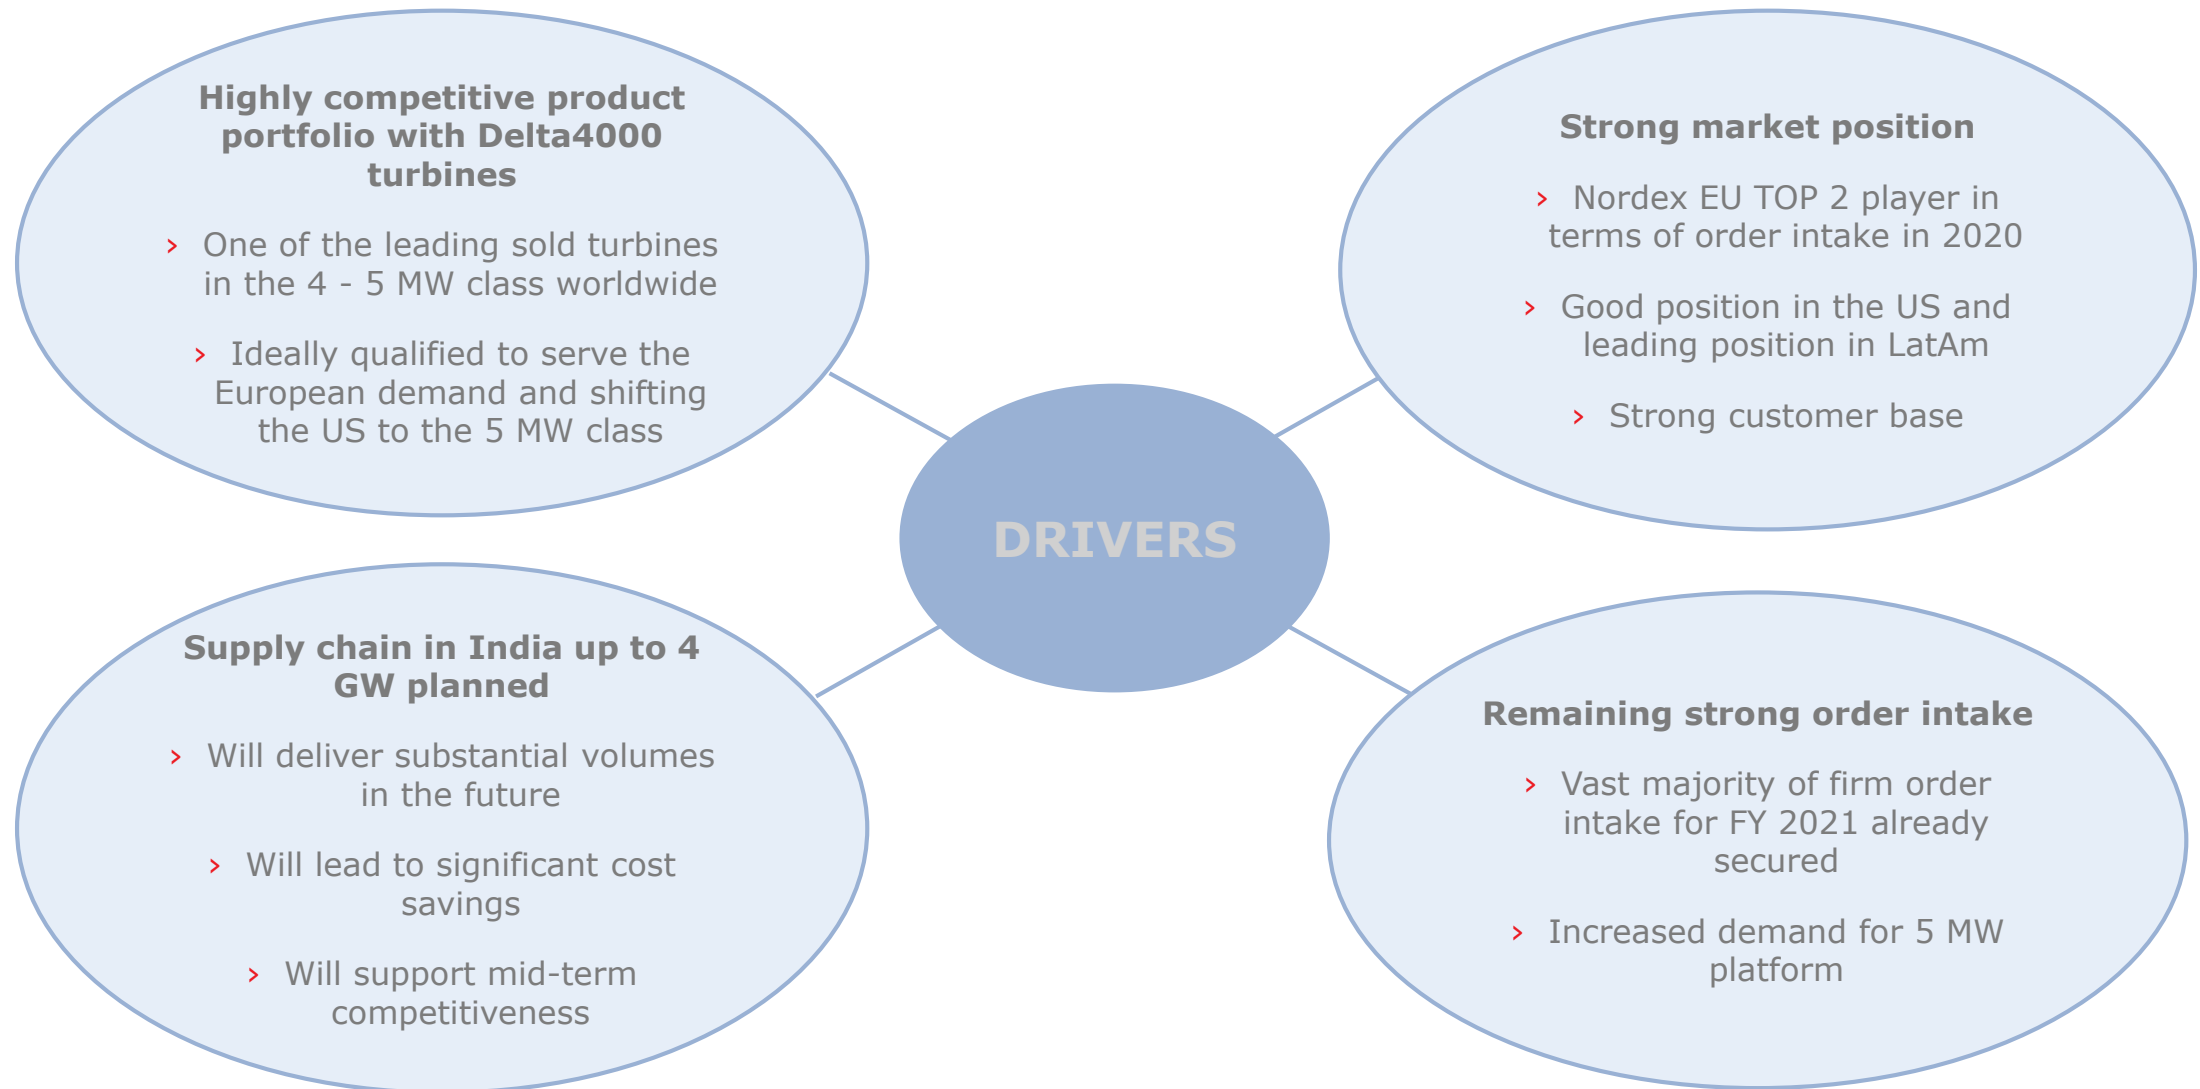 Highly competitive product
portfolio with Delta4000
turbines
› One of the leading sold turbines
in the 4 - 5 MW class worldwide
› Ideally qualified to serve the
European demand and shifting
the US to the 5 MW class
Strong market position
› Nordex EU TOP 2 player in
terms of order intake in 2020
› Good position in the US and
leading position in LatAm
› Strong customer base
DRIVERS
Supply chain in India up to 4
GW planned
› Will deliver substantial volumes
in the future
› Will lead to significant cost
savings
› Will support mid-term
competitiveness
Remaining strong order intake
› Vast majority of firm order
intake for FY 2021 already
secured
› Increased demand for 5 MW
platform